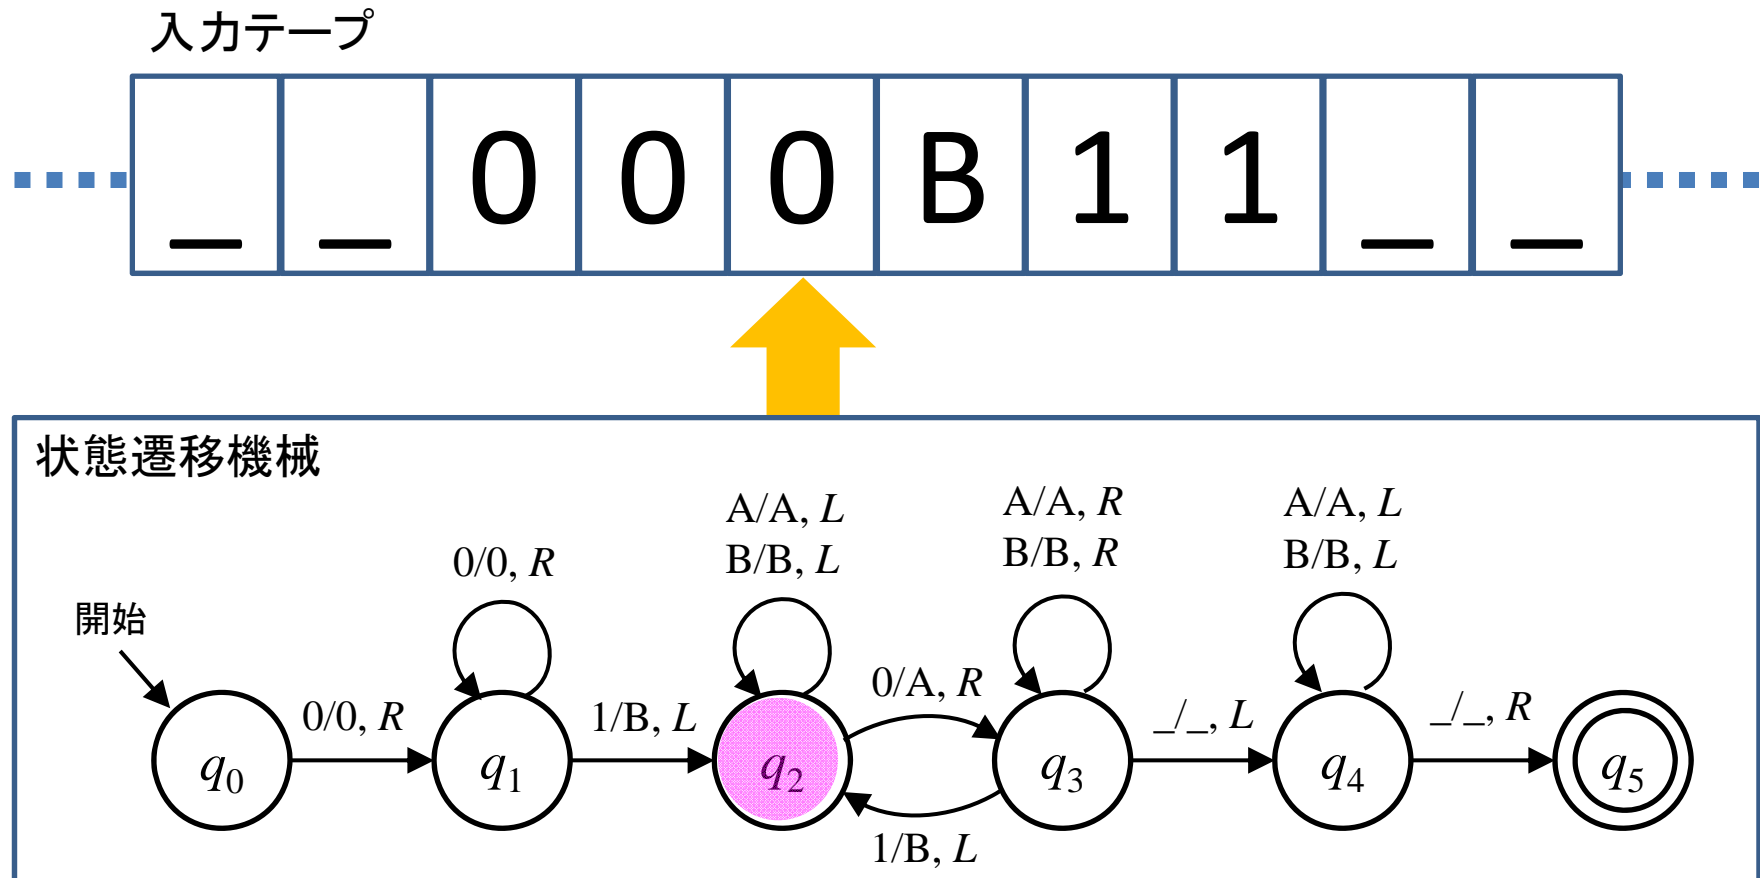 入力テープ
_ _ 0 0 0 B 1 1 _ _
状態遷移機械
A/A, L
B/B, L
A/A, R
B/B, R
A/A, L
B/B, L
0/0, R
開始
0/0, R
1/B, L
0/A, R
_/_, L
_/_, R
q0 q1 q2 q3 q4 q5
1/B, L